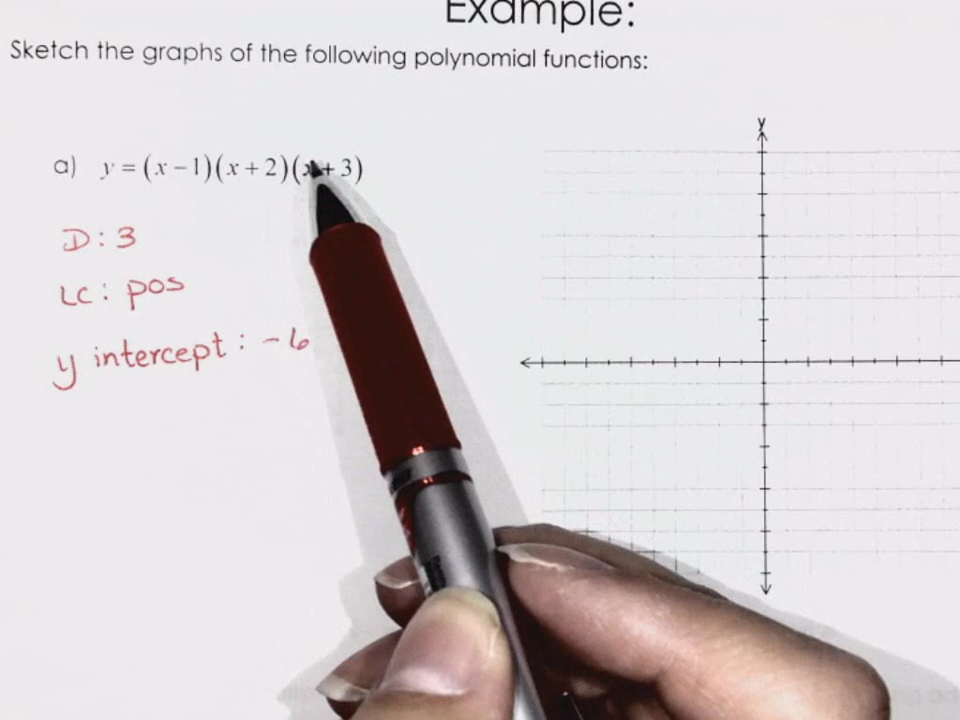 Example:
Sketch the graphs of the following polynomial functions:
y
a) y = (x - 1)(x + 2)(x + 3)
D: 3
LC: pos
y intercept: -6